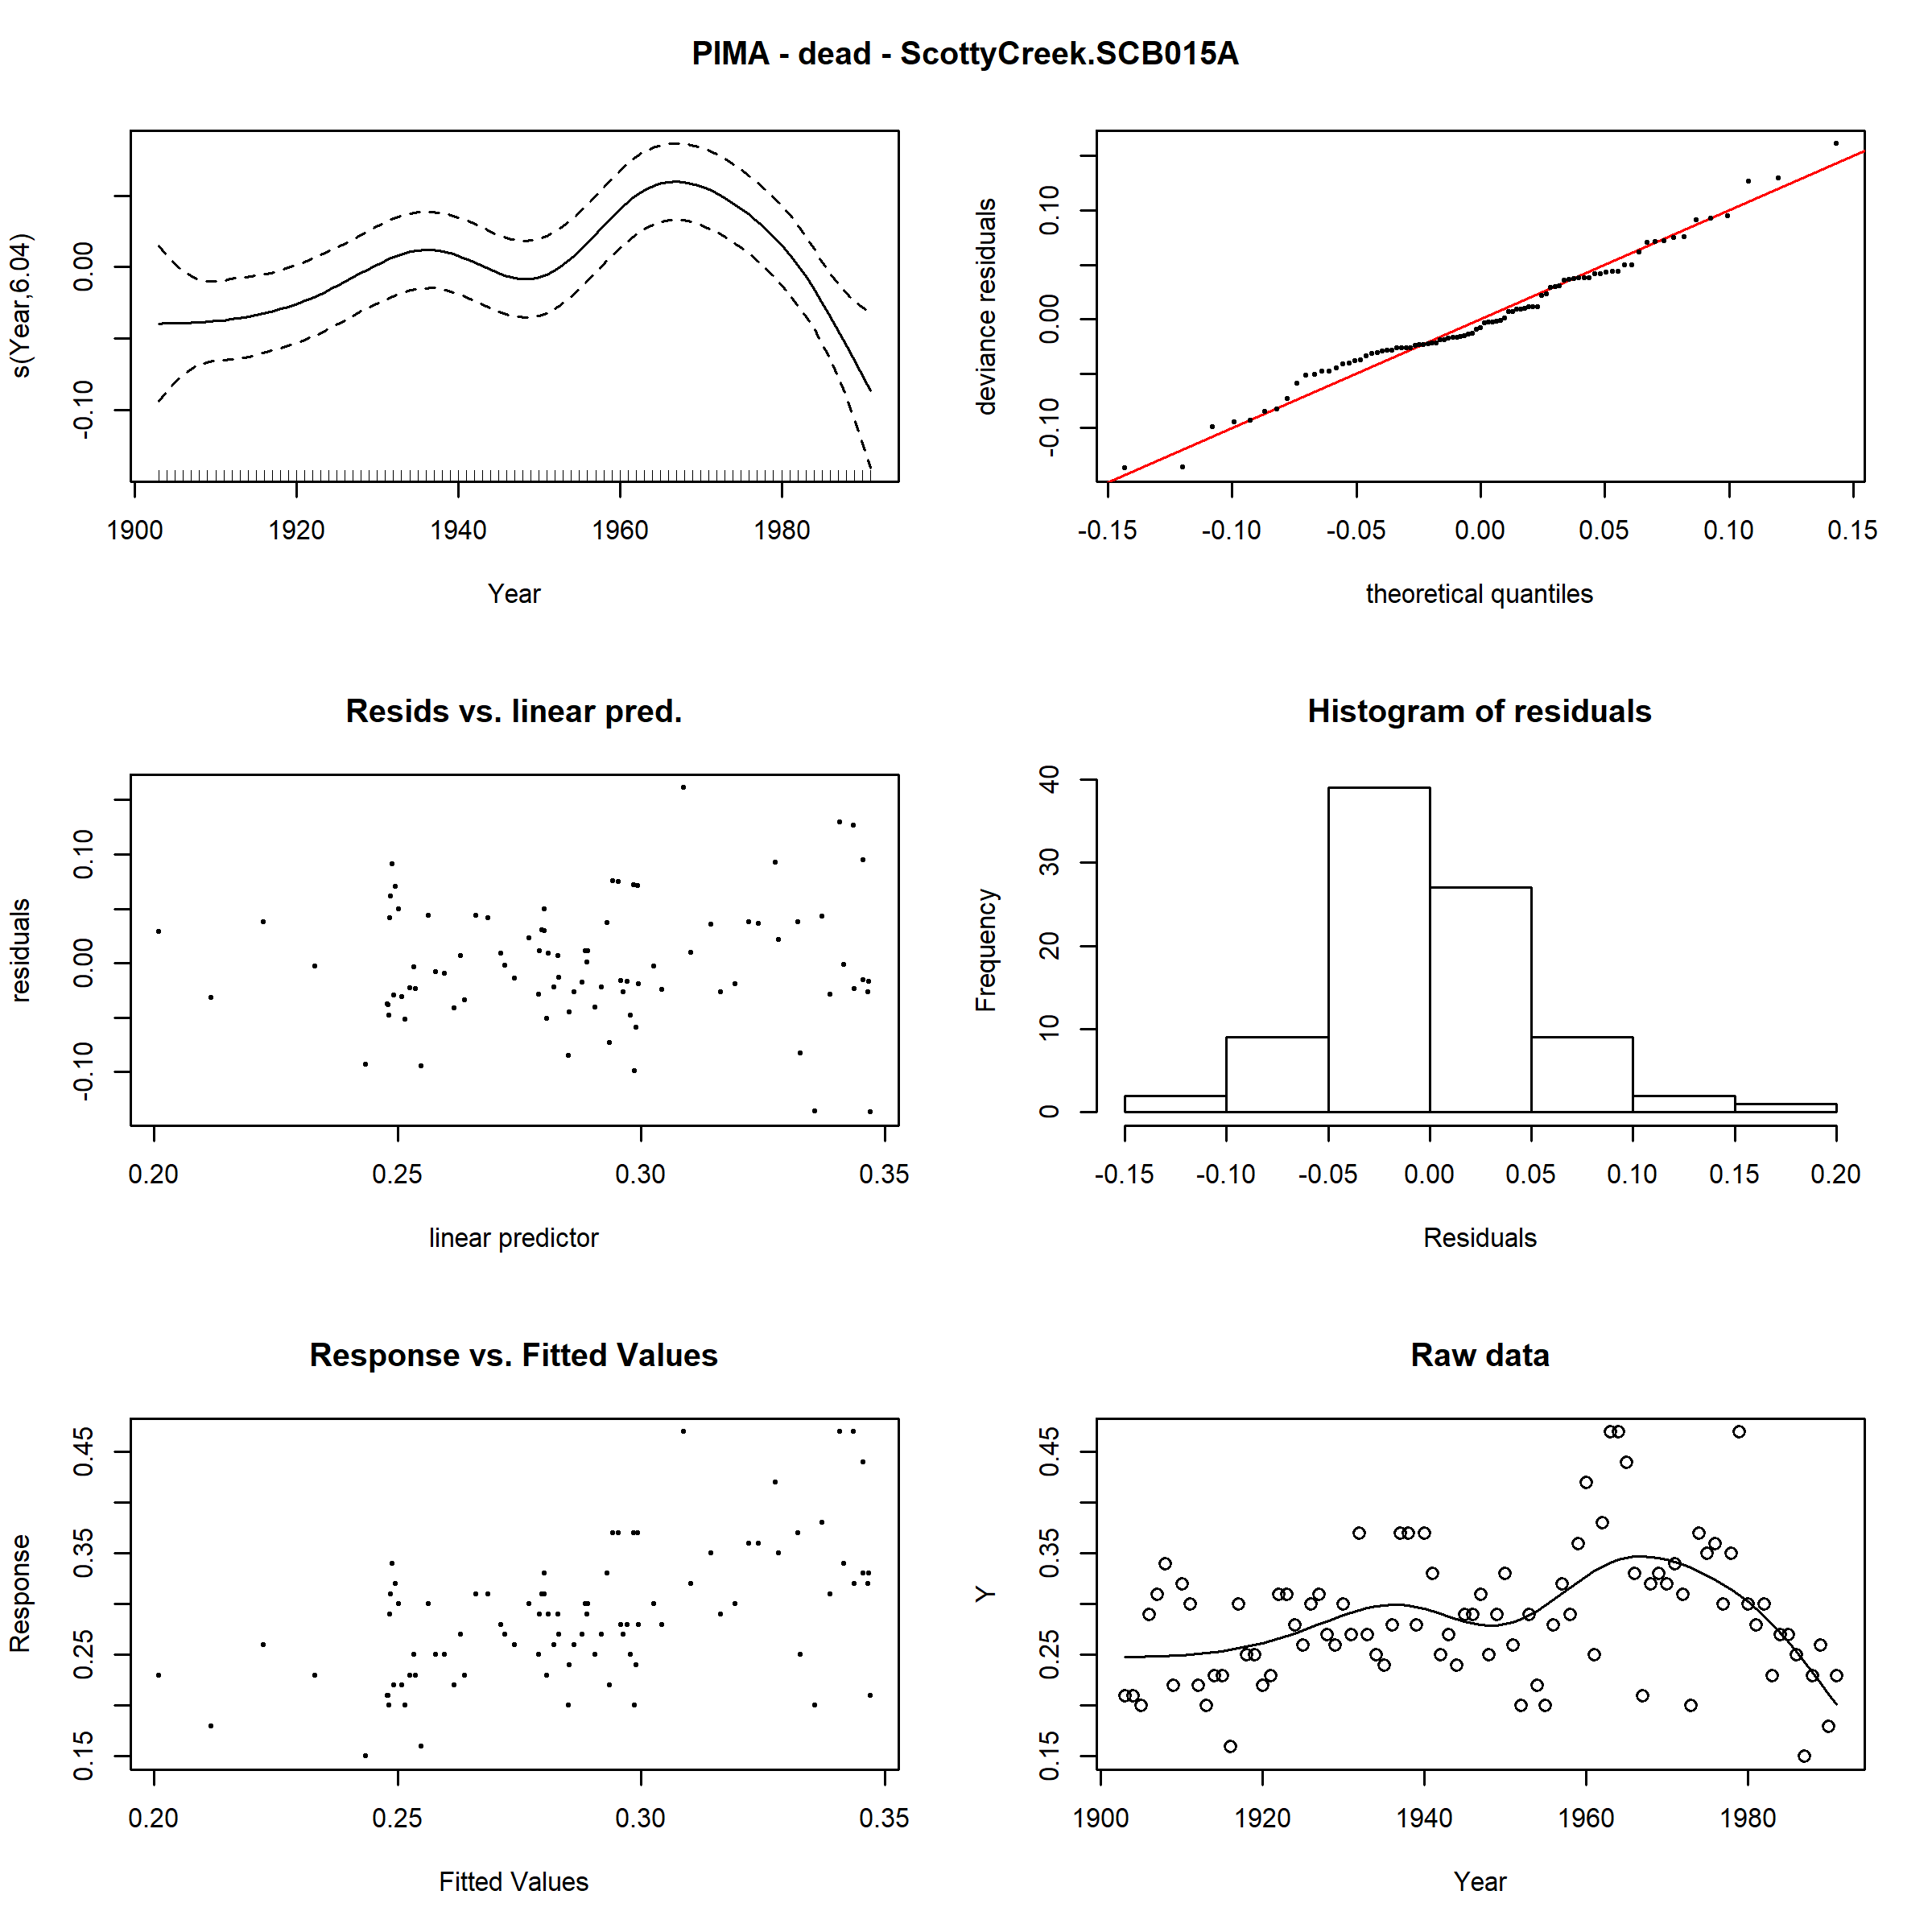 PIMA - dead - ScottyCreek.SCB015A
s(Year,6.04)
-0.10 0.00
1900 1920 1940 1960 1980
Year
deviance residuals
-0.10 0.00 0.10
-0.15 -0.10 -0.05 0.00 0.05 0.10 0.15
theoretical quantiles
Resids vs. linear pred.
residuals
-0.10 0.00 0.10
0.20 0.25 0.30 0.35
linear predictor
Histogram of residuals
Frequency
0 10 20 30 40
-0.15 -0.10 -0.05 0.00 0.05 0.10 0.15 0.20
Residuals
Response vs. Fitted Values
Response
0.15 0.25 0.35 0.45
0.20 0.25 0.30 0.35
Fitted Values
Raw data
Y
0.15 0.25 0.35 0.45
1900 1920 1940 1960 1980
Year